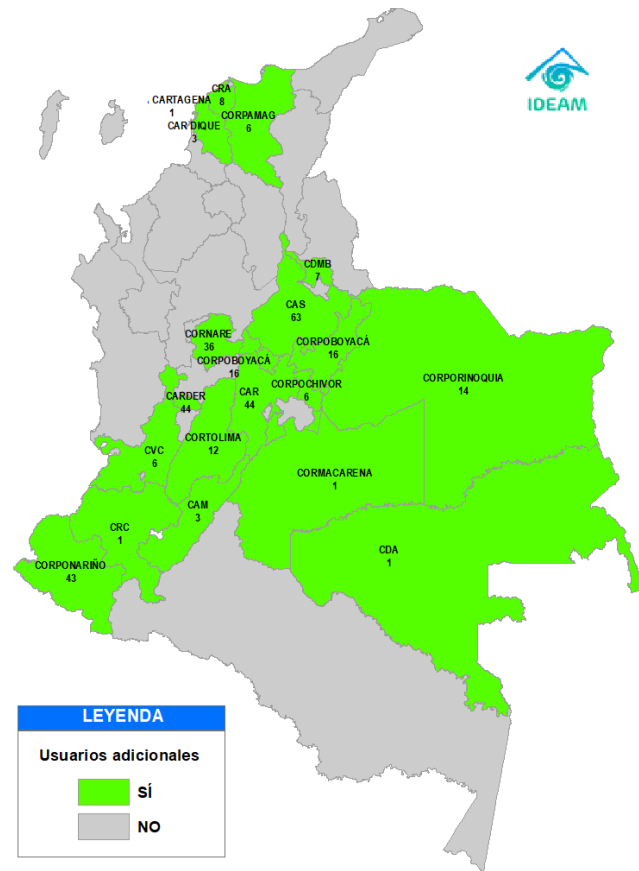 IDEAM
CRA
8
CARTAGENA
1
CARDIQUE
3
CORPAMAG
6
CDMB
7
CAS
63
CORNARE
36
CORPOBOYACÁ
16
CORPOBOYACÁ
16
CARDER
44
CAR
44
CORPOCHIVOR
6
CORPORINOQUIA
14
CORTOLIMA
12
CVC
6
CORMACARENA
1
CAM
3
CRC
1
CORPONARIÑO
43
CDA
1
LEYENDA
Usuarios adicionales
SÍ
NO